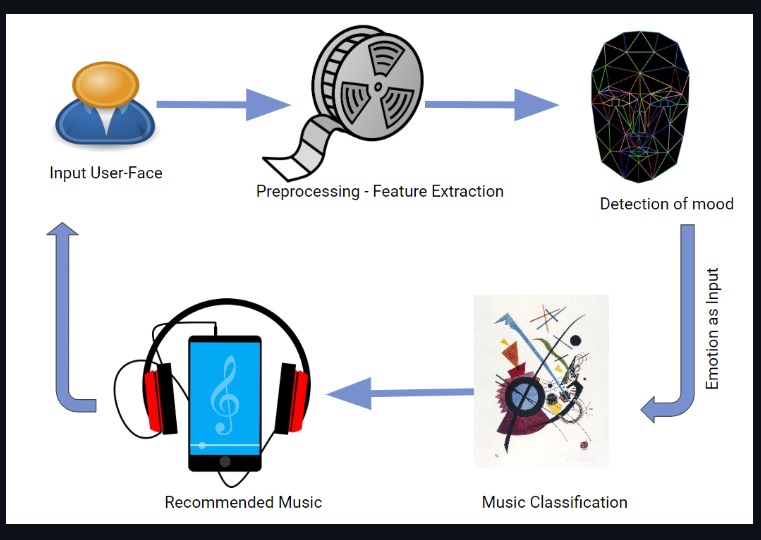 Input User-Face
Preprocessing - Feature Extraction
Detection of mood
Emotion as Input
Recommended Music
Music Classification